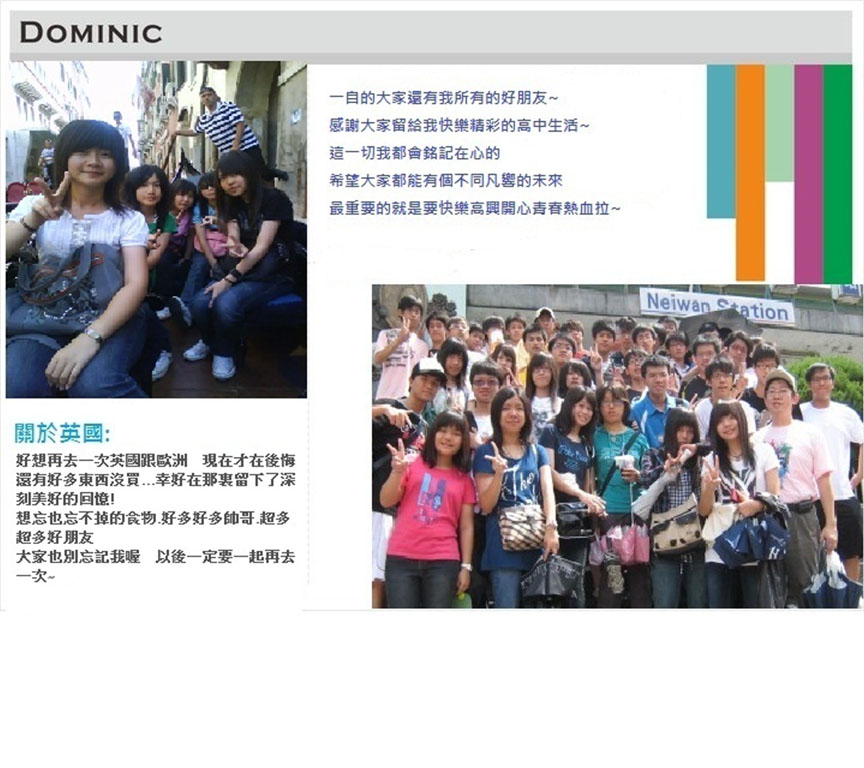 DOMINIC
一自的大家還有我所有的好朋友~
感謝大家留給我快樂精彩的高中生活~
這一切我都會銘記在心的
希望大家都能有個不同凡響的未來
最重要的就是要快樂高興開心青春熱血拉~
Neiwan Station
關於英國:
好想再去一次英國跟歐洲 現在才在後悔
還有好多東西沒買...幸好在那裏留下了深
刻美好的回憶!
想忘也忘不掉的食物.好多好多帥哥.超多
超多好朋友
大家也別忘記我喔 以後一定要一起再去
一次~